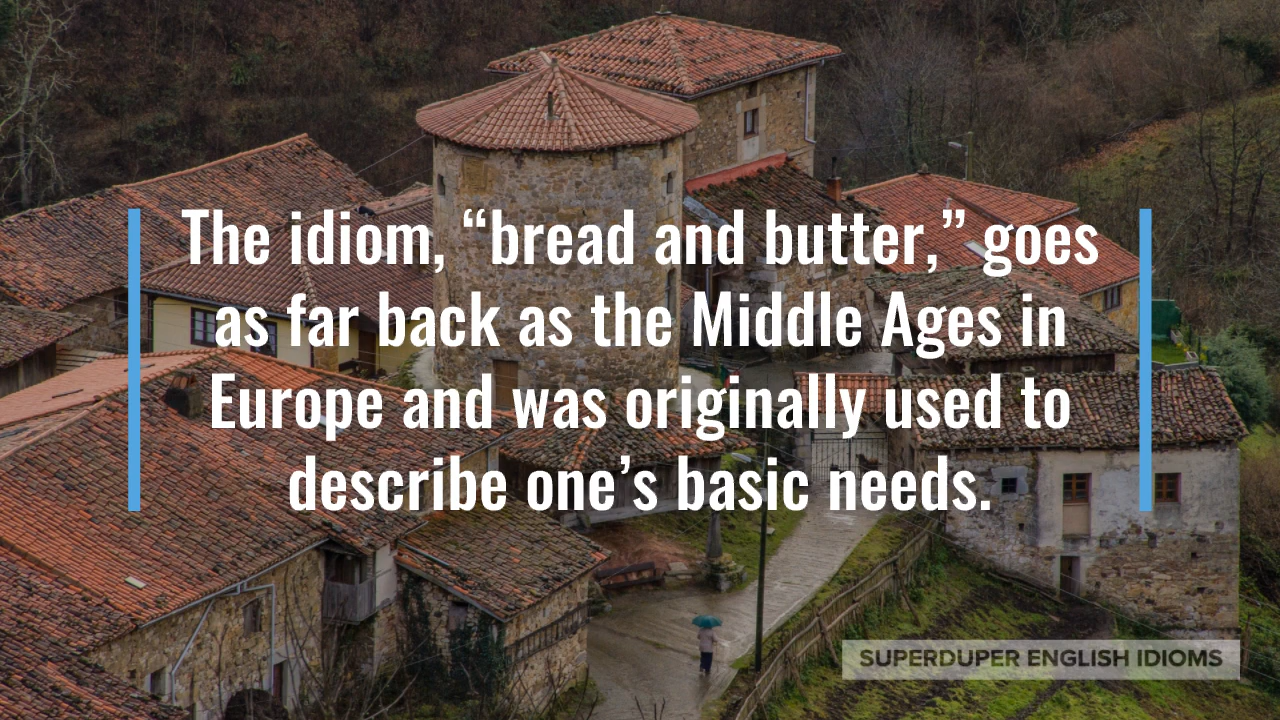 The idiom, “bread and butter,” goes
as far back as the Middle Ages in
Europe and was originally used to
describe one’s basic needs.
SUPERDUPER ENGLISH IDIOMS